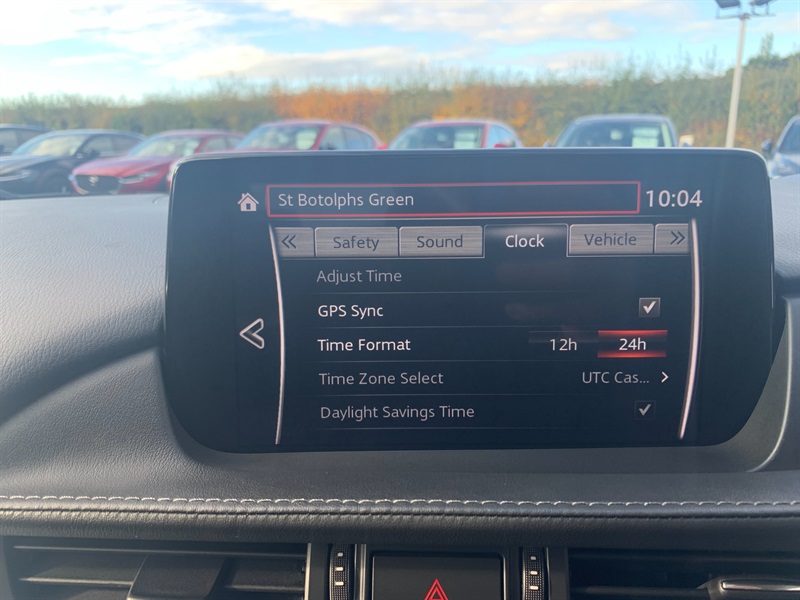 St Botolphs Green 10:04
« Safety Sound Clock Vehicle »
Adjust Time
GPS Sync
Time Format 12h 24h
Time Zone Select UTC Cas... >
Daylight Savings Time